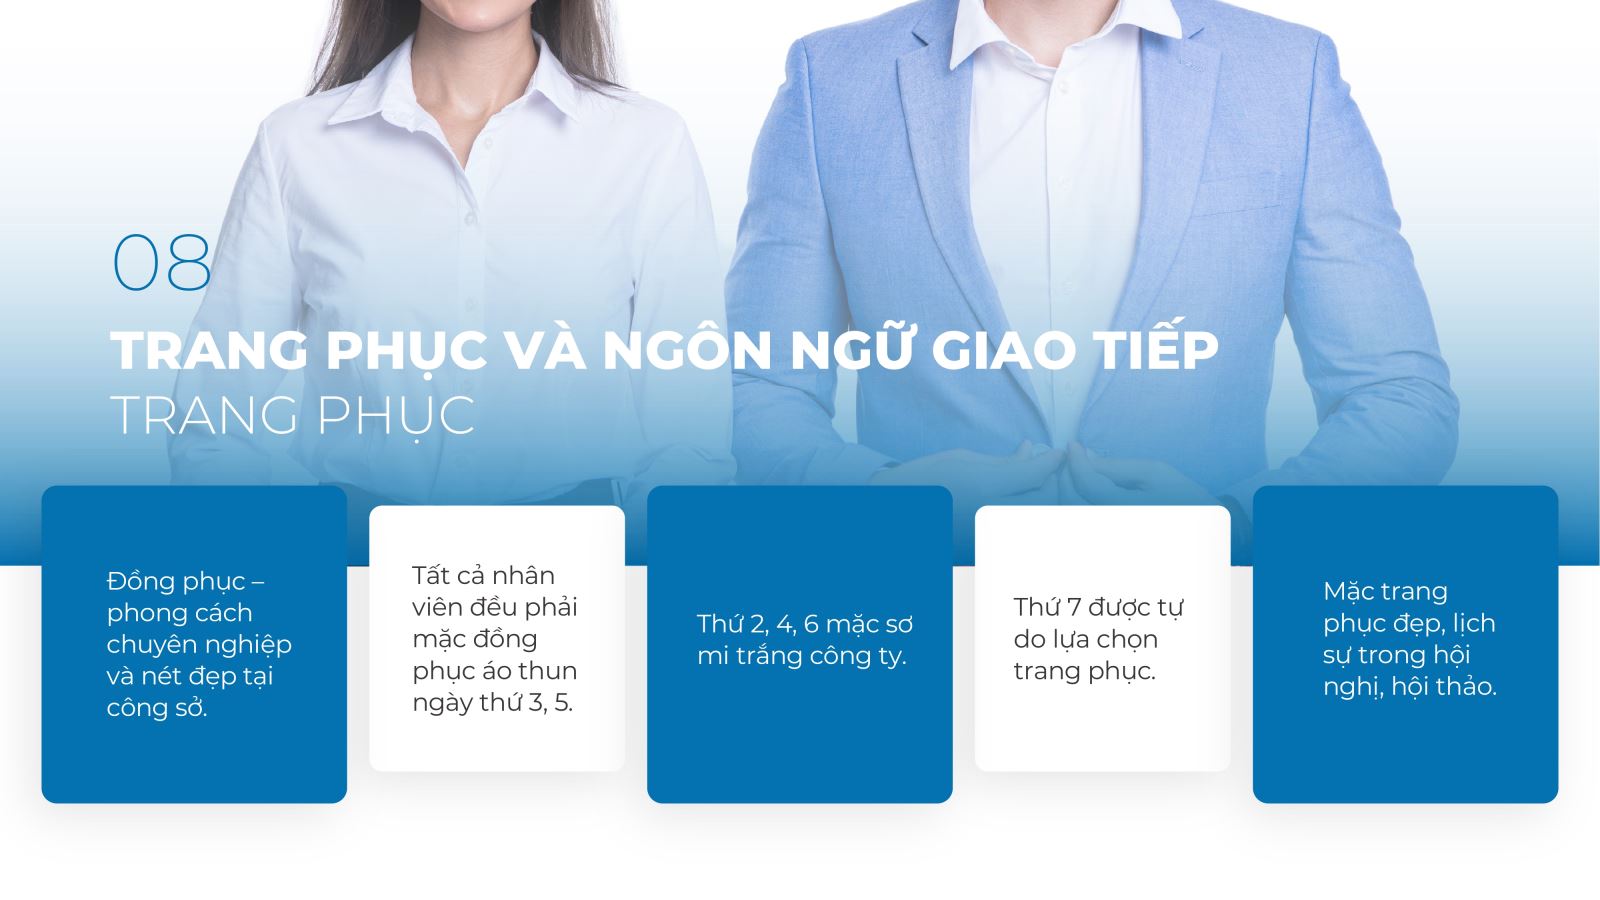 08
TRANG PHỤC VÀ NGÔN NGỮ GIAO TIẾP
TRANG PHỤC
Đồng phục –
phong cách
chuyên nghiệp
và nét đẹp tại
công sở.
Tất cả nhân
viên đều phải
mặc đồng
phục áo thun
ngày thứ 3, 5.
Thứ 2, 4, 6 mặc sơ
mi trắng công ty.
Thứ 7 được tự
do lựa chọn
trang phục.
Mặc trang
phục đẹp, lịch
sự trong hội
nghị, hội thảo.